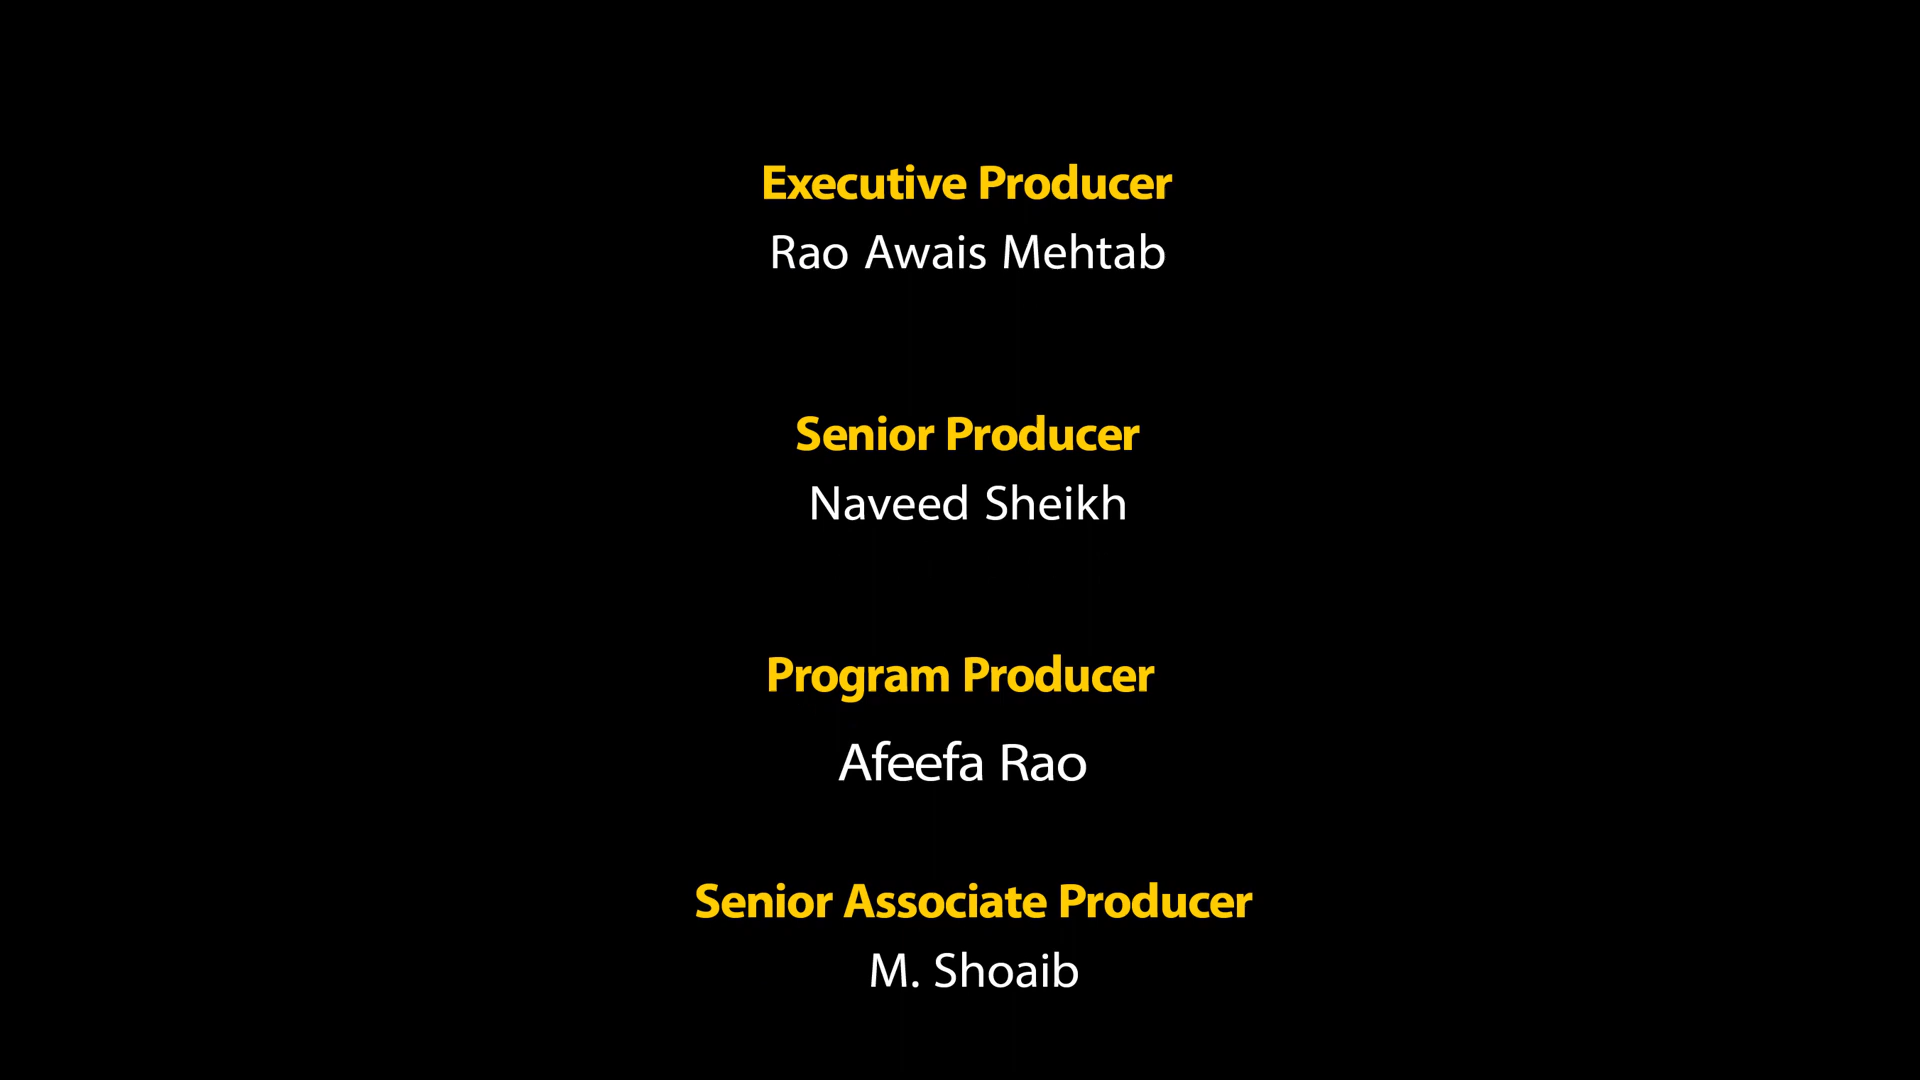 Executive Producer
Rao Awais Mehtab
Senior Producer
Naveed Sheikh
Program Producer
Afeefa Rao
Senior Associate Producer
M. Shoaib